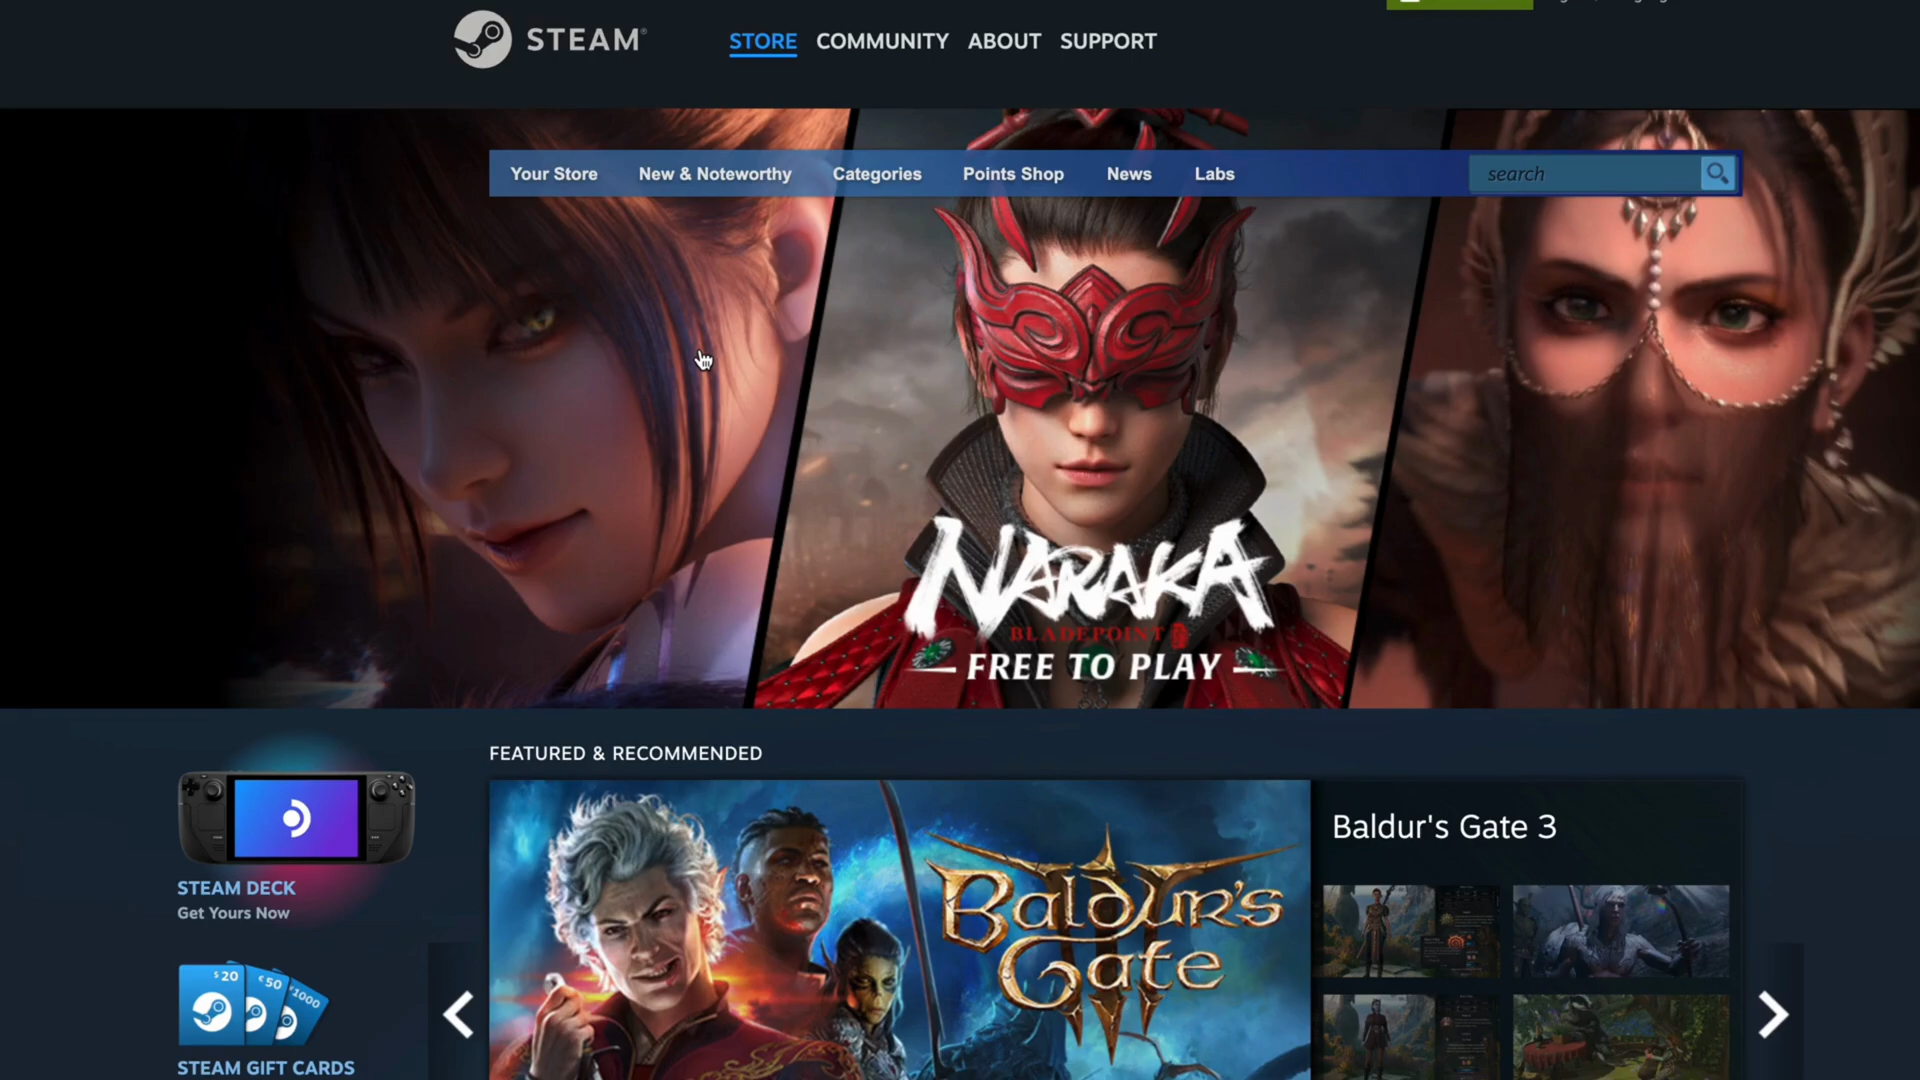 STEAM®
STORE COMMUNITY ABOUT SUPPORT
Your Store New & Noteworthy Categories Points Shop News Labs search
NARAKA
BLADEPOINT
FREE TO PLAY
FEATURED & RECOMMENDED
STEAM DECK
Get Yours Now
Baldur's Gate 3
BALDUR'S
GATE
$20 €50 ¥1000
STEAM GIFT CARDS